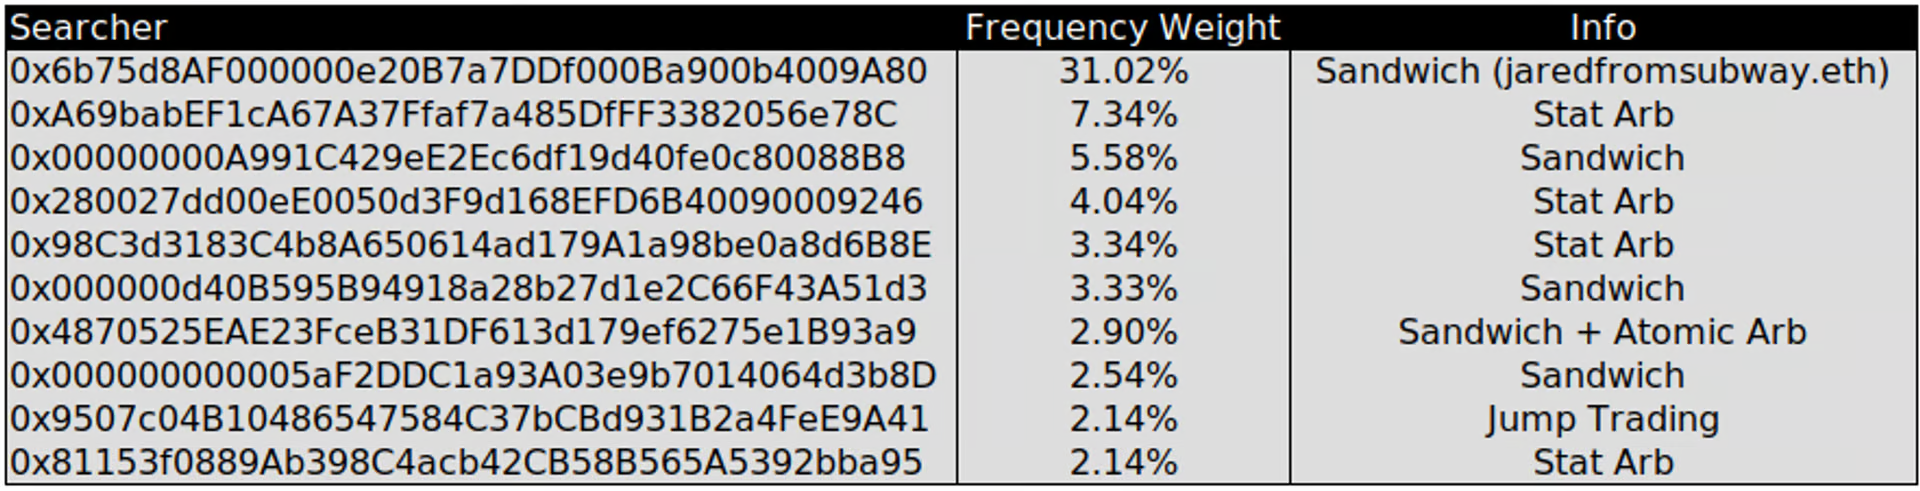 Searcher Frequency Weight Info
0x6b75d8AF000000e20B7a7DDf000Ba900b4009A80 31.02% Sandwich (jaredfromsubway.eth)
0xA69babEF1cA67A37Ffaf7a485DfFF3382056e78C 7.34% Stat Arb
0x00000000A991C429eE2Ec6df19d40fe0c80088B8 5.58% Sandwich
0x280027dd00eE0050d3F9d168EFD6B40090009246 4.04% Stat Arb
0x98C3d3183C4b8A650614ad179A1a98be0a8d6B8E 3.34% Stat Arb
0x000000d40B595B94918a28b27d1e2C66F43A51d3 3.33% Sandwich
0x4870525EAE23FceB31DF613d179ef6275e1B93a9 2.90% Sandwich + Atomic Arb
0x000000000005aF2DDC1a93A03e9b7014064d3b8D 2.54% Sandwich
0x9507c04B10486547584C37bCBd931B2a4FeE9A41 2.14% Jump Trading
0x81153f0889Ab398C4acb42CB58B565A5392bba95 2.14% Stat Arb